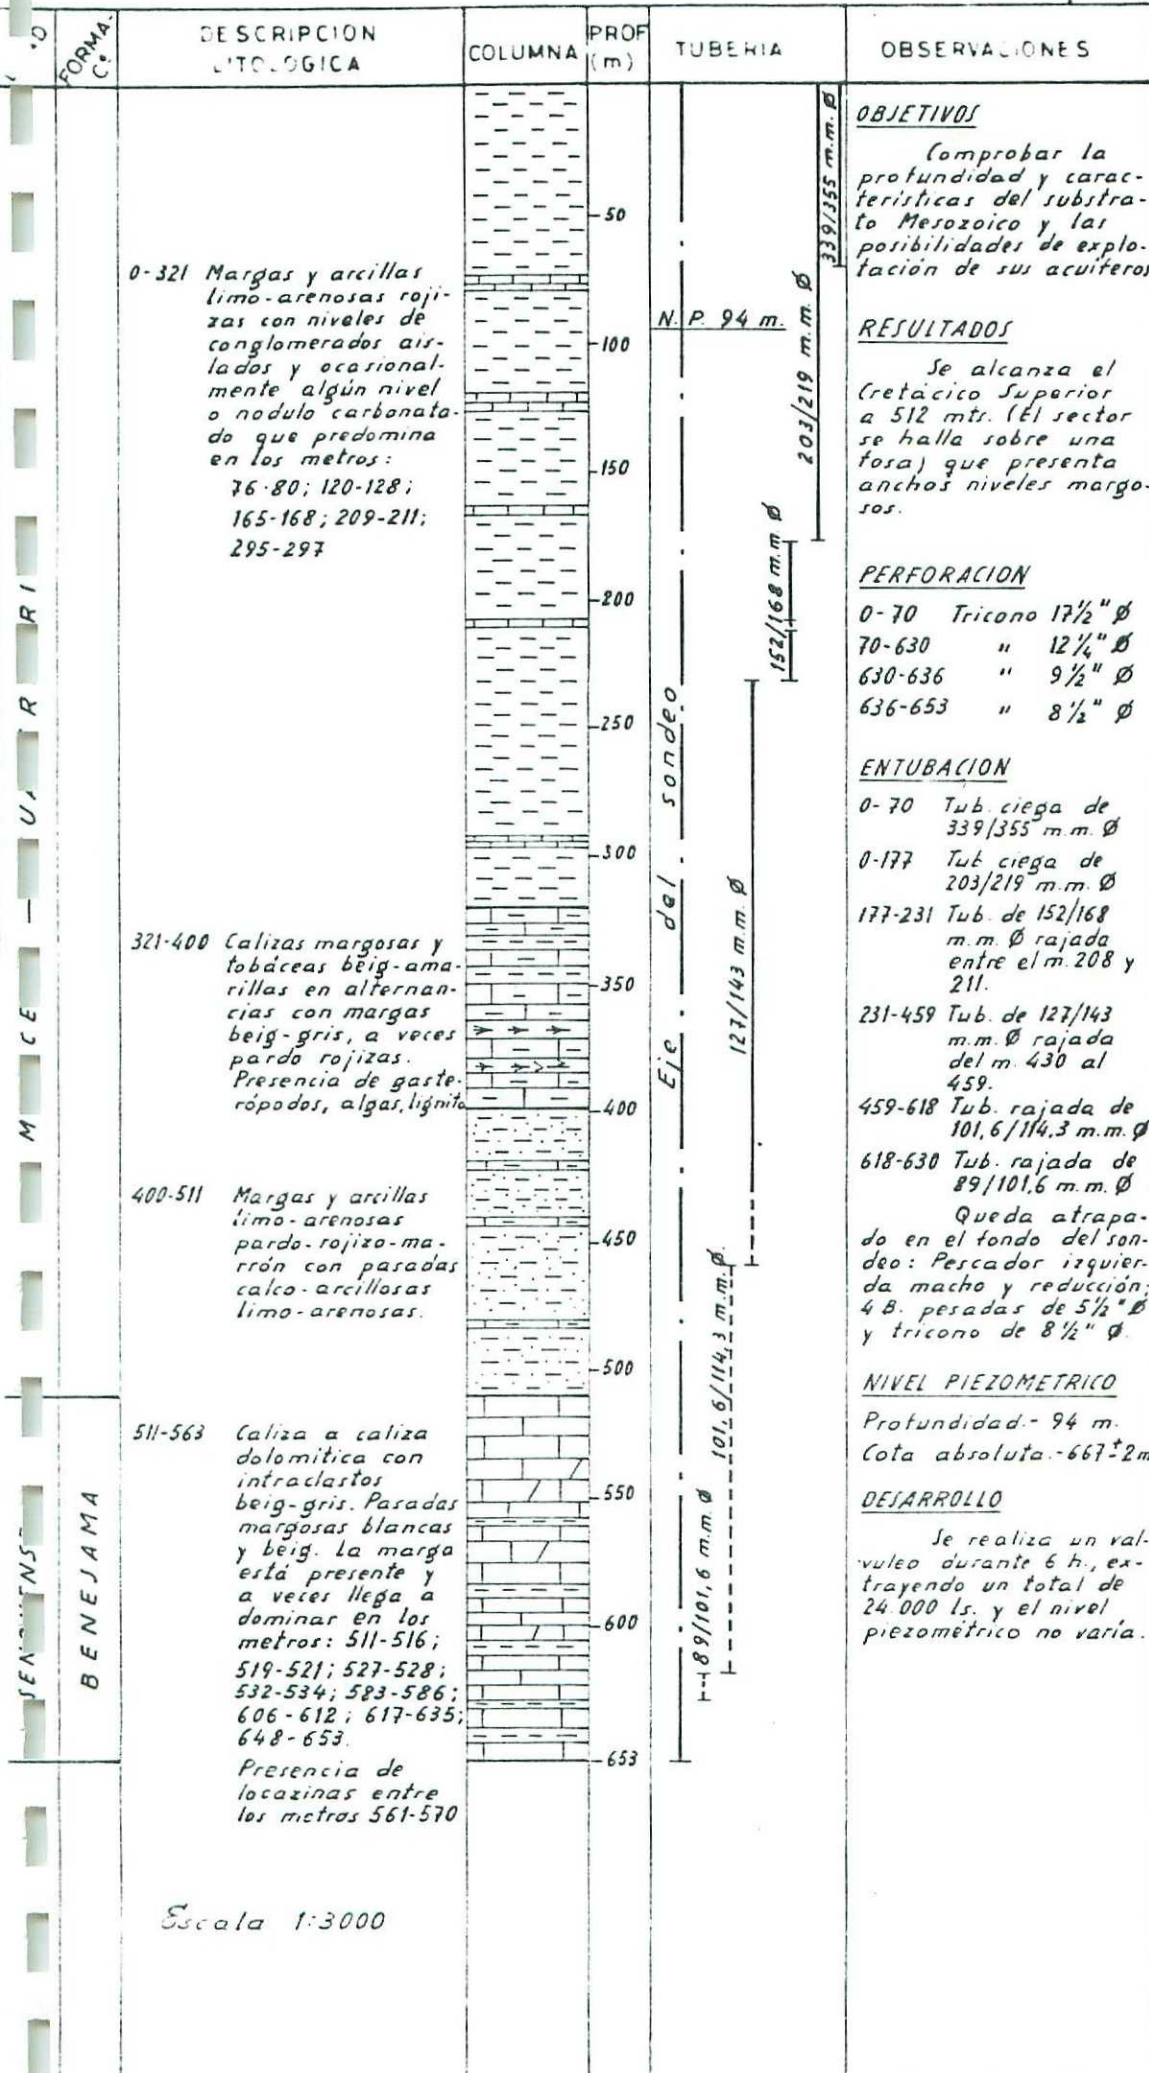 FORMA.
Cº
DESCRIPCION
LITOLOGICA
COLUMNA
PROF
(m)
TUBERIA
OBSERVACIONES
0-321 Margas y arcillas
limo-arenosas roji-
zas con niveles de
conglomerados ais-
lados y ocasional-
mente algún nivel
o nodulo carbonata-
do que predomina
en los metros:
76-80; 120-128;
165-168; 209-211;
295-297
321-400 Calizas margosas y
tobáceas beig-ama-
rillas en alternan-
cias con margas
beig-gris, a veces
pardo rojizas.
Presencia de gaste-
rópodos, algas, lignito
400-511 Margas y arcillas
limo-arenosas
pardo-rojizo-ma-
rrón con pasadas
calco-arcillosas
limo-arenosas.
511-563 Caliza a caliza
dolomitica con
intraclastos
beig-gris. Pasadas
margosas blancas
y beig. La marga
está presente y
a veces llega a
dominar en los
metros: 511-516;
519-521; 527-528;
532-534; 583-586;
606-612; 617-635;
648-653.
Presencia de
locazinas entre
los metros 561-570
BENEJAMA
50
100
150
200
250
300
350
400
450
500
550
600
653
N. P. 94 m.
Eje del sondeo
339/355 m.m. Ø
203/219 m.m. Ø
152/168 m.m. Ø
127/143 m.m. Ø
101,6/114,3 m.m. Ø
89/101,6 m.m. Ø
OBJETIVOS
Comprobar la
profundidad y carac-
terísticas del substra-
to Mesozoico y las
posibilidades de explo-
tación de sus acuíferos
RESULTADOS
Se alcanza el
Cretácico Superior
a 512 mts. (El sector
se halla sobre una
fosa) que presenta
anchos niveles margo-
sos.
PERFORACION
0-70 Tricono 17½" Ø
70-630 " 12¼" Ø
630-636 " 9½" Ø
636-653 " 8½" Ø
ENTUBACION
0-70 Tub. ciega de
339/355 m.m. Ø
0-177 Tub ciega de
203/219 m.m. Ø
177-231 Tub. de 152/168
m.m. Ø rajada
entre el m. 208 y
211.
231-459 Tub. de 127/143
m.m. Ø rajada
del m. 430 al
459.
459-618 Tub. rajada de
101,6/114,3 m.m. Ø
618-630 Tub. rajada de
89/101,6 m.m. Ø
Queda atrapa-
do en el fondo del son-
deo: Pescador izquier-
da macho y reducción;
4 B. pesadas de 5½" Ø
y tricono de 8½" Ø.
NIVEL PIEZOMETRICO
Profundidad.- 94 m.
Cota absoluta.-667±2m
DESARROLLO
Se realiza un val-
vuleo durante 6 h., ex-
trayendo un total de
24.000 ls. y el nivel
piezométrico no varía.
Escala 1:3000